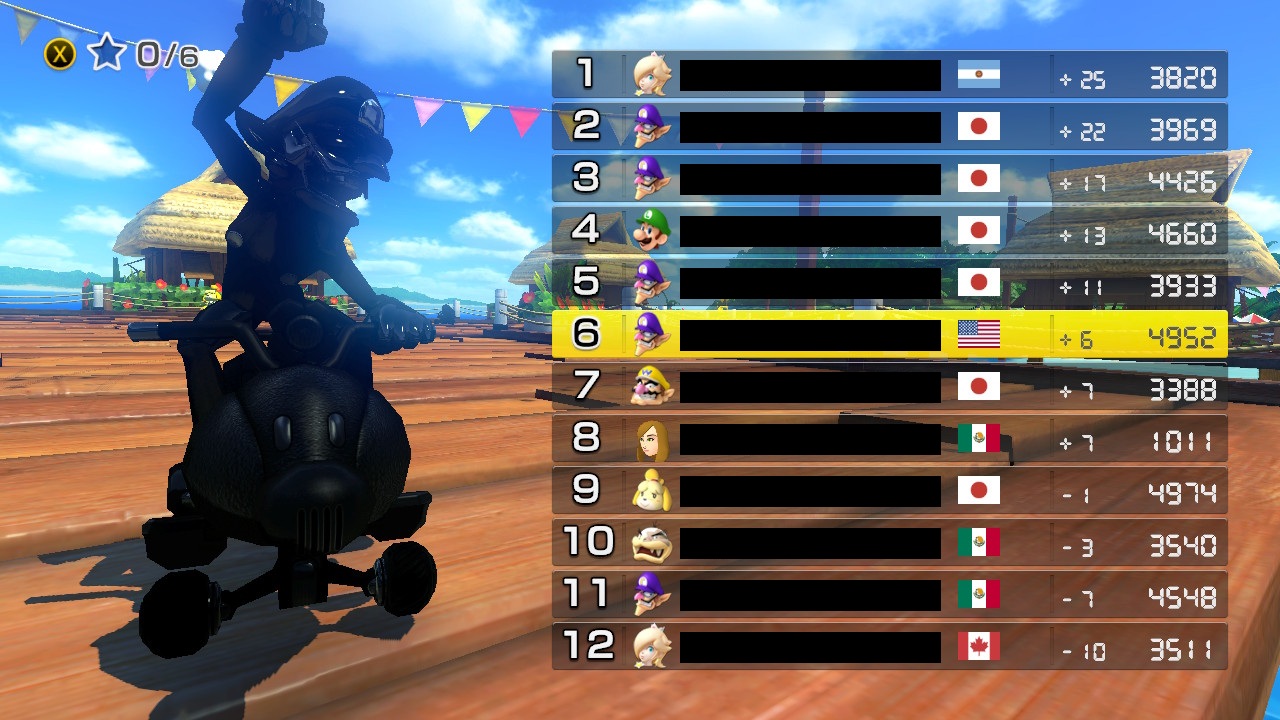 X 0/6
1 + 25 3820
2 + 22 3969
3 + 17 4426
4 + 13 4660
5 + 11 3933
6 + 6 4952
7 + 7 3388
8 + 7 1011
9 - 1 4974
10 - 3 3540
11 - 7 4548
12 - 10 3511